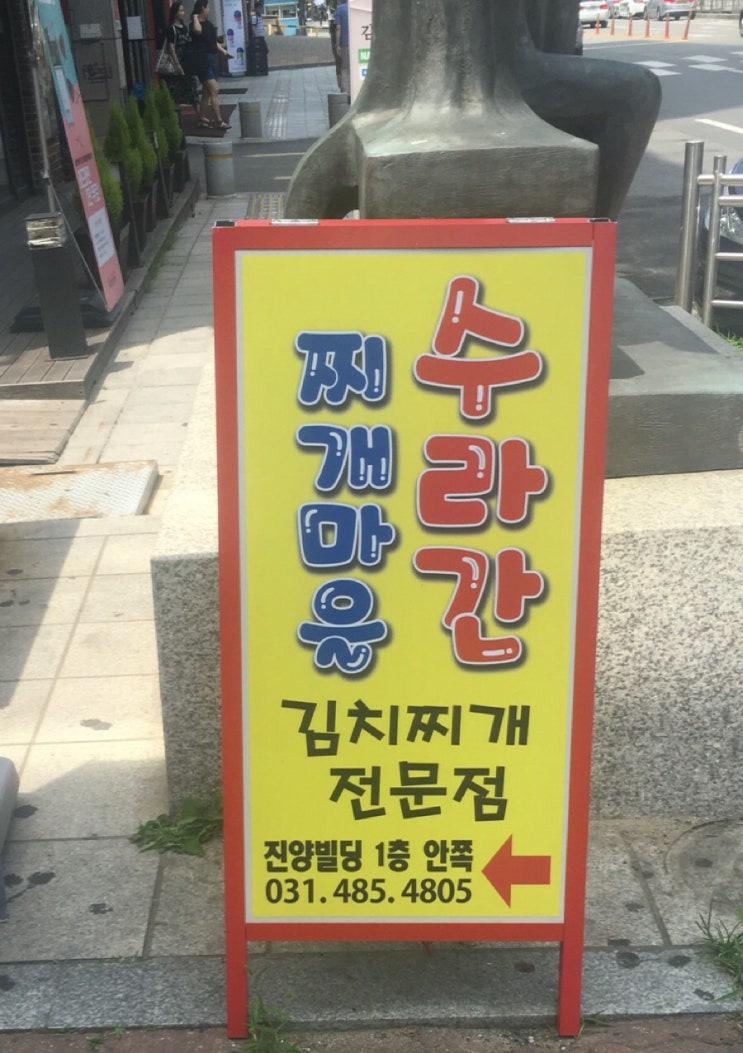 수라간
찌개마을
김치찌개
전문점
진양빌딩 1층 안쪽
031.485.4805